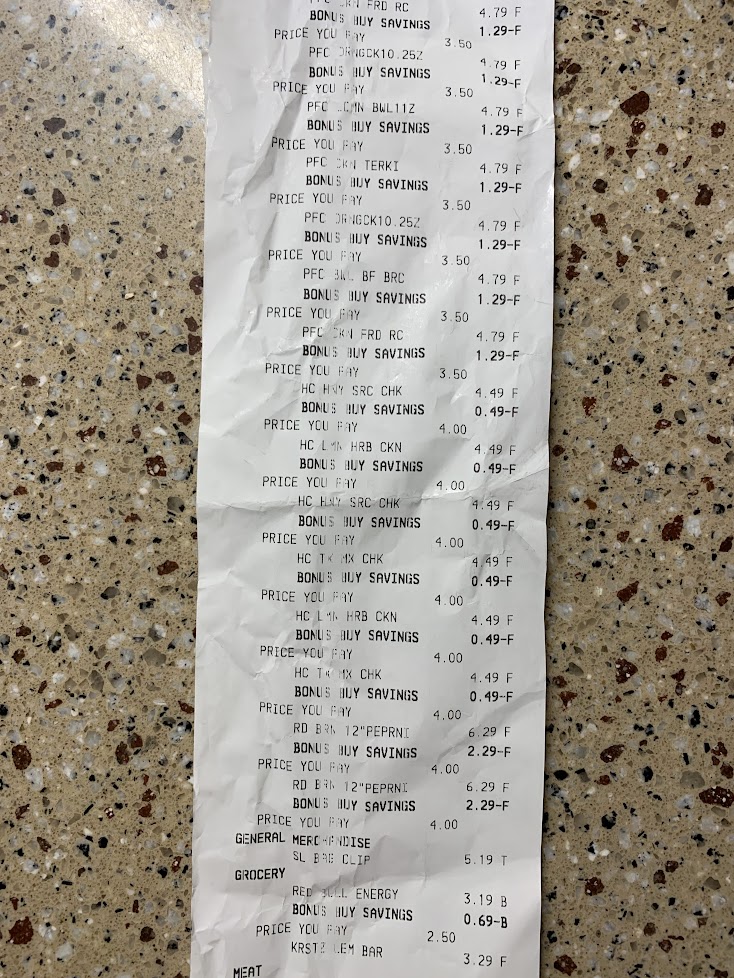 FRD RC 4.79 F
BONUS BUY SAVINGS 1.29-F
PRICE YOU PAY 3.50
PFC ORNGCK10.25Z 4.79 F
BONUS BUY SAVINGS 1.29-F
PRICE YOU PAY 3.50
PFC BWL11Z 4.79 F
BONUS BUY SAVINGS 1.29-F
PRICE YOU PAY 3.50
PFC CKN TERKI 4.79 F
BONUS BUY SAVINGS 1.29-F
PRICE YOU PAY 3.50
PFC ORNGCK10.25Z 4.79 F
BONUS BUY SAVINGS 1.29-F
PRICE YOU PAY 3.50
PFC BWL BF BRC 4.79 F
BONUS BUY SAVINGS 1.29-F
PRICE YOU PAY 3.50
PFC CKN FRD RC 4.79 F
BONUS BUY SAVINGS 1.29-F
PRICE YOU PAY 3.50
HC HNY SRC CHK 4.49 F
BONUS BUY SAVINGS 0.49-F
PRICE YOU PAY 4.00
HC LMN HRB CKN 4.49 F
BONUS BUY SAVINGS 0.49-F
PRICE YOU PAY 4.00
HC HNY SRC CHK 4.49 F
BONUS BUY SAVINGS 0.49-F
PRICE YOU PAY 4.00
HC TX MX CHK 4.49 F
BONUS BUY SAVINGS 0.49-F
PRICE YOU PAY 4.00
HC LMN HRB CKN 4.49 F
BONUS BUY SAVINGS 0.49-F
PRICE YOU PAY 4.00
HC TX MX CHK 4.49 F
BONUS BUY SAVINGS 0.49-F
PRICE YOU PAY 4.00
RD BRN 12"PEPRNI 6.29 F
BONUS BUY SAVINGS 2.29-F
PRICE YOU PAY 4.00
RD BRN 12"PEPRNI 6.29 F
BONUS BUY SAVINGS 2.29-F
PRICE YOU PAY 4.00
GENERAL MERCHANDISE
SL BAG CLIP 5.19 T
GROCERY
RED BULL ENERGY 3.19 B
BONUS BUY SAVINGS 0.69-B
PRICE YOU PAY 2.50
KRSTZ LEM BAR 3.29 F
MEAT